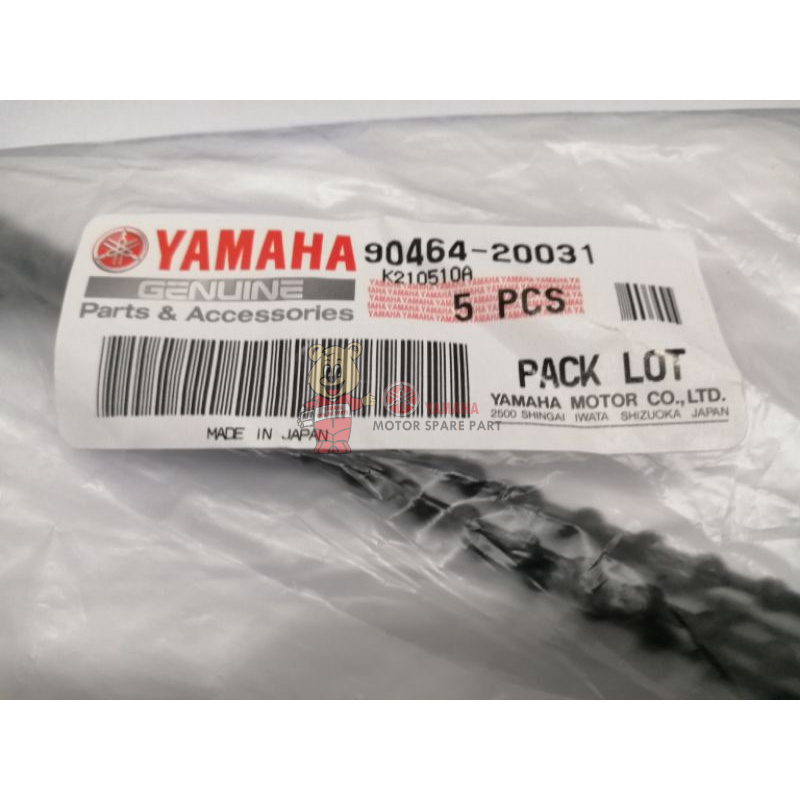 YAMAHA 90464-20031
GENUINE K210510A
Parts & Accessories 5 PCS
PACK LOT
YAMAHA MOTOR CO.,LTD.
2500 SHINGAI IWATA SHIZUOKA JAPAN
MADE IN JAPAN
YAMAHA
MOTOR SPARE PART